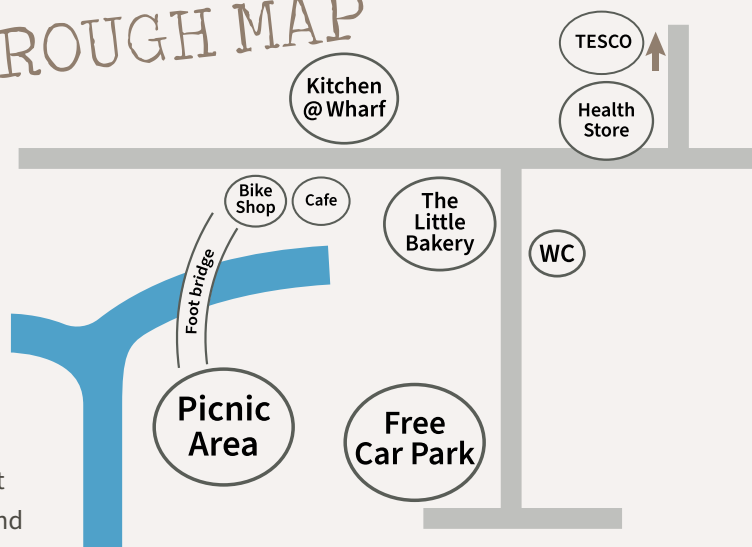 ROUGH MAP
TESCO
Kitchen
@ Wharf
Health
Store
Bike
Shop
Cafe
The
Little
Bakery
WC
Foot bridge
Picnic
Area
Free
Car Park
t
nd